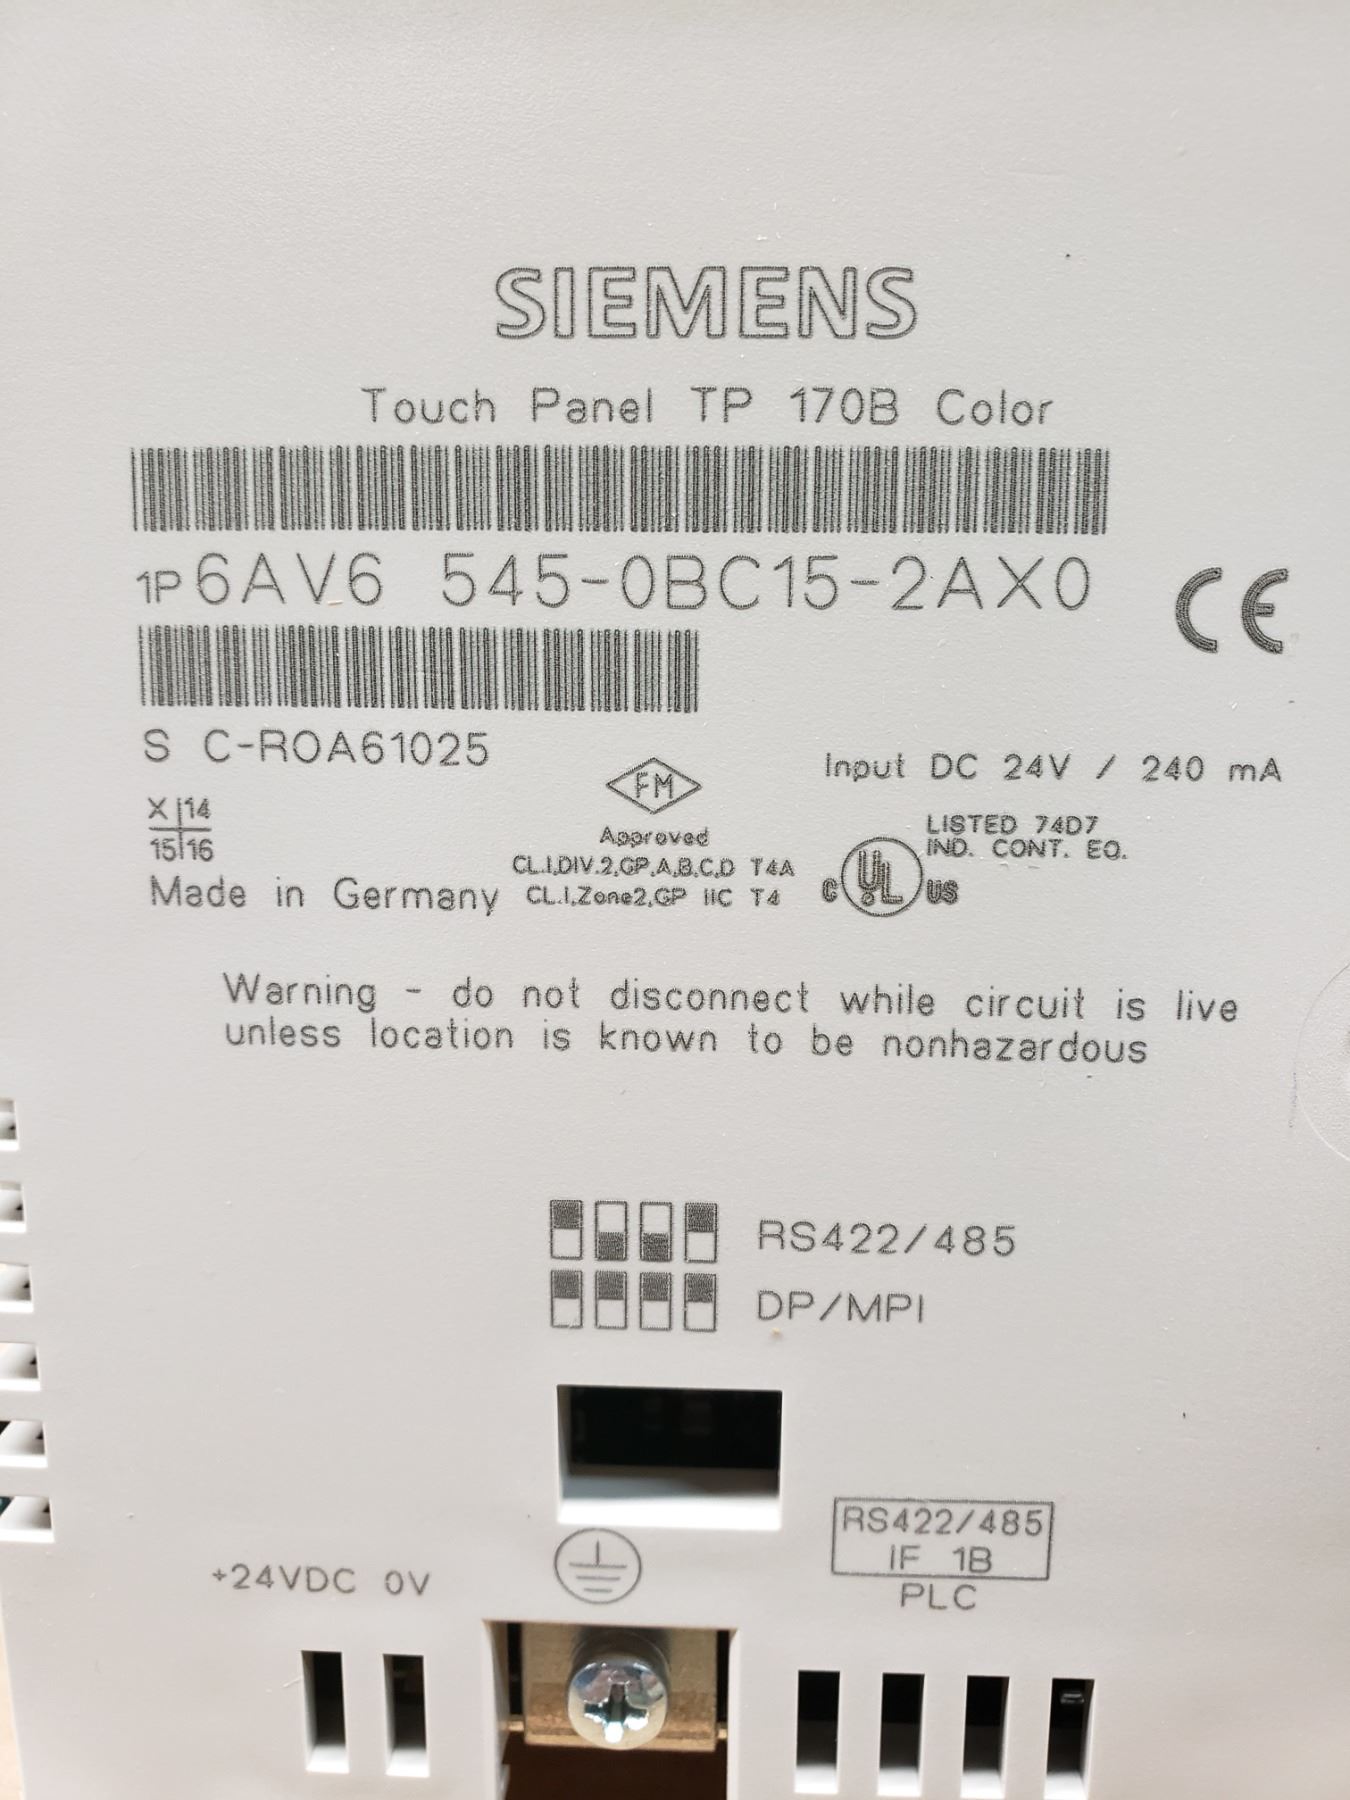 SIEMENS
Touch Panel TP 170B Color
1P 6AV6 545-0BC15-2AX0
CE
S C-R0A61025
Input DC 24V / 240 mA
X 14
15 16
FM
Approved
CL.I,DIV.2,GP,A,B,C,D T4A
CL.I,Zone2,GP IIC T4
LISTED 74D7
IND. CONT. EQ.
C UL US
Made in Germany
Warning - do not disconnect while circuit is live
unless location is known to be nonhazardous
RS422/485
DP/MPI
RS422/485
IF 1B
PLC
+24VDC 0V